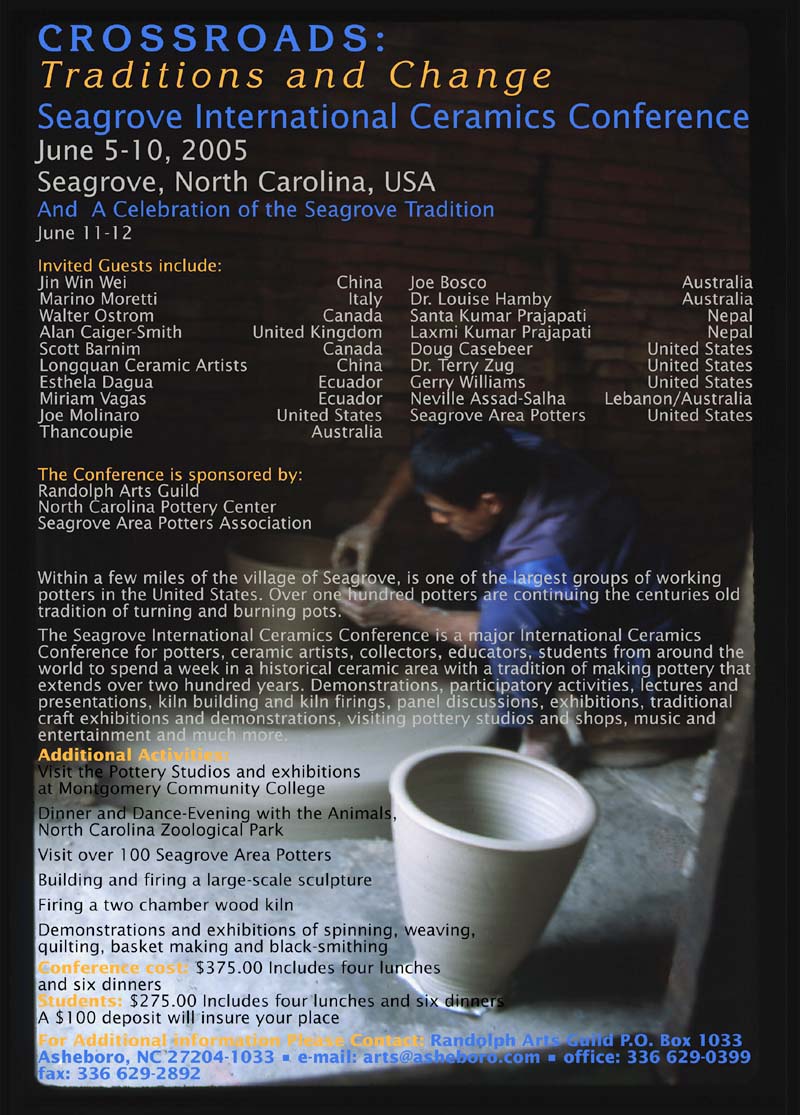 CROSSROADS:
Traditions and Change
Seagrove International Ceramics Conference
June 5-10, 2005
Seagrove, North Carolina, USA
And A Celebration of the Seagrove Tradition
June 11-12
Invited Guests include:
Jin Win Wei China
Marino Moretti Italy
Walter Ostrom Canada
Alan Caiger-Smith United Kingdom
Scott Barnim Canada
Longquan Ceramic Artists China
Esthela Dagua Ecuador
Miriam Vagas Ecuador
Joe Molinaro United States
Thancoupie Australia
Joe Bosco Australia
Dr. Louise Hamby Australia
Santa Kumar Prajapati Nepal
Laxmi Kumar Prajapati Nepal
Doug Casebeer United States
Dr. Terry Zug United States
Gerry Williams United States
Neville Assad-Salha Lebanon/Australia
Seagrove Area Potters United States
The Conference is sponsored by:
Randolph Arts Guild
North Carolina Pottery Center
Seagrove Area Potters Association
Within a few miles of the village of Seagrove, is one of the largest groups of working
potters in the United States. Over one hundred potters are continuing the centuries old
tradition of turning and burning pots.
The Seagrove International Ceramics Conference is a major International Ceramics
Conference for potters, ceramic artists, collectors, educators, students from around the
world to spend a week in a historical ceramic area with a tradition of making pottery that
extends over two hundred years. Demonstrations, participatory activities, lectures and
presentations, kiln building and kiln firings, panel discussions, exhibitions, traditional
craft exhibitions and demonstrations, visiting pottery studios and shops, music and
entertainment and much more.
Additional Activities:
Visit the Pottery Studios and exhibitions
at Montgomery Community College
Dinner and Dance-Evening with the Animals,
North Carolina Zoological Park
Visit over 100 Seagrove Area Potters
Building and firing a large-scale sculpture
Firing a two chamber wood kiln
Demonstrations and exhibitions of spinning, weaving,
quilting, basket making and black-smithing
Conference cost: $375.00 Includes four lunches
and six dinners
Students: $275.00 Includes four lunches and six dinners
A $100 deposit will insure your place
For Additional information Please Contact: Randolph Arts Guild P.O. Box 1033
Asheboro, NC 27204-1033 ▪ e-mail: arts@asheboro.com ▪ office: 336 629-0399
fax: 336 629-2892